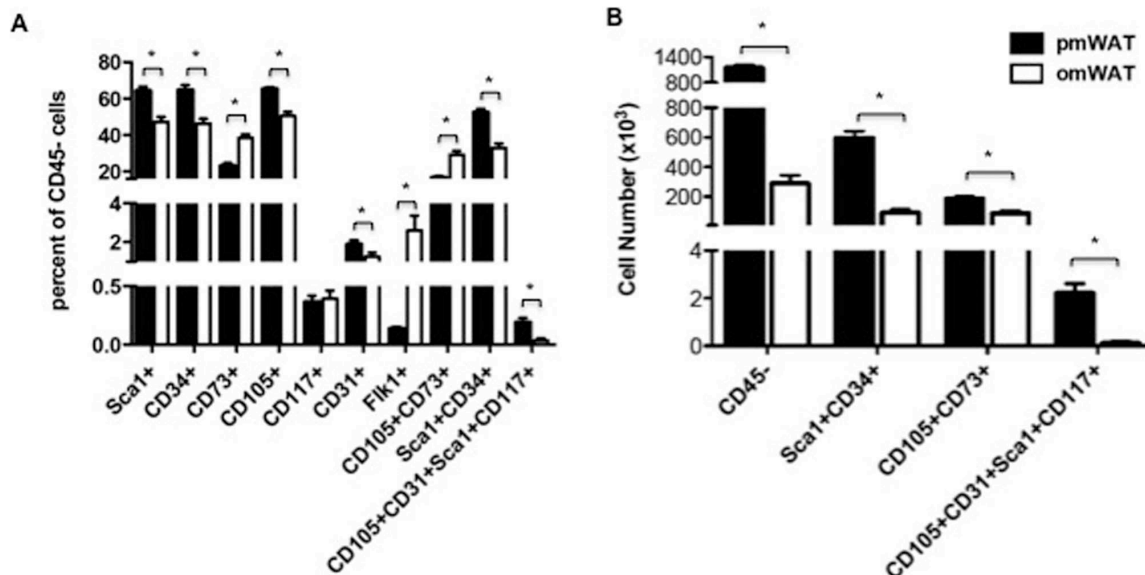 A
percent of CD45- cells
80
60
40
20
4
2
0.5
0.0
*
*
*
*
*
*
*
*
*
Sca1+
CD34+
CD73+
CD105+
CD117+
CD31+
Flk1+
CD105+CD73+
Sca1+CD34+
CD105+CD31+Sca1+CD117+
B
Cell Number (x10³)
1400
800
800
600
400
200
4
2
0
*
*
*
*
pmWAT
omWAT
CD45-
Sca1+CD34+
CD105+CD73+
CD105+CD31+Sca1+CD117+